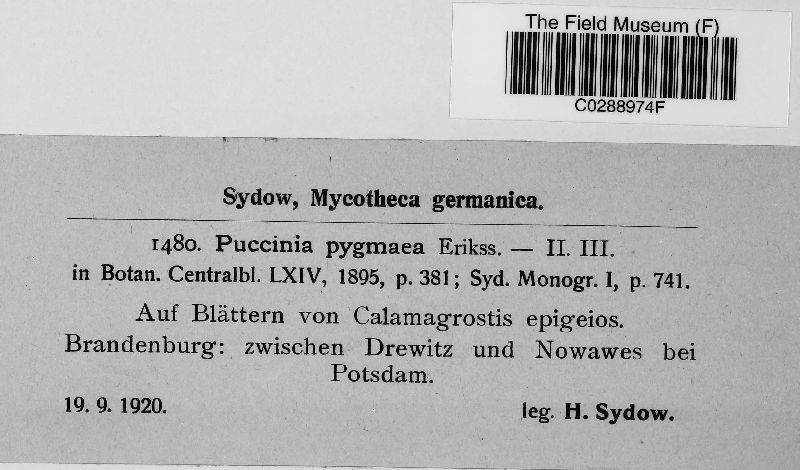 The Field Museum (F)
C0288974F
Sydow, Mycotheca germanica.
1480. Puccinia pygmaea Erikss. — II. III.
in Botan. Centralbl. LXIV, 1895, p. 381; Syd. Monogr. I, p. 741.
Auf Blättern von Calamagrostis epigeios.
Brandenburg: zwischen Drewitz und Nowawes bei
Potsdam.
19. 9. 1920. leg. H. Sydow.